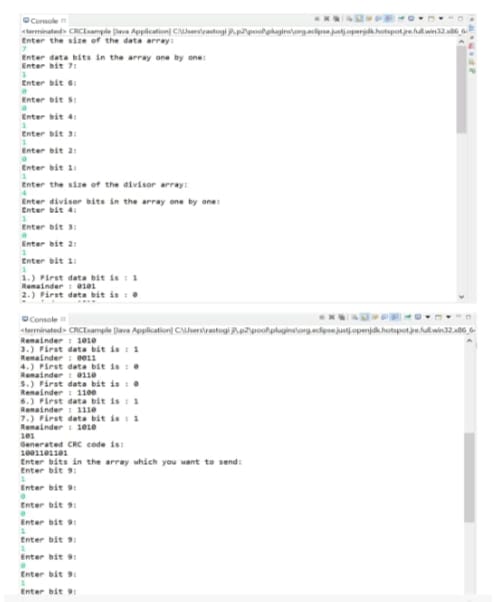 Console
<terminated> CRCExample [Java Application] C:\Users\rastogi ji\.p2\pool\plugins\org.eclipse.justj.openjdk.hotspot.jre.full.win32.x86_6
Enter the size of the data array:
7
Enter data bits in the array one by one:
Enter bit 7:
1
Enter bit 6:
0
Enter bit 5:
0
Enter bit 4:
1
Enter bit 3:
1
Enter bit 2:
0
Enter bit 1:
1
Enter the size of the divisor array:
4
Enter divisor bits in the array one by one:
Enter bit 4:
1
Enter bit 3:
0
Enter bit 2:
1
Enter bit 1:
1
1.) First data bit is : 1
Remainder : 0101
2.) First data bit is : 0
Console
<terminated> CRCExample [Java Application] C:\Users\rastogi ji\.p2\pool\plugins\org.eclipse.justj.openjdk.hotspot.jre.full.win32.x86_6
Remainder : 1010
3.) First data bit is : 1
Remainder : 0011
4.) First data bit is : 0
Remainder : 0110
5.) First data bit is : 0
Remainder : 1100
6.) First data bit is : 1
Remainder : 1110
7.) First data bit is : 1
Remainder : 1010
101
Generated CRC code is:
1001101101
Enter bits in the array which you want to send:
Enter bit 9:
1
Enter bit 9:
0
Enter bit 9:
0
Enter bit 9:
1
Enter bit 9:
1
Enter bit 9:
0
Enter bit 9:
1
Enter bit 9: